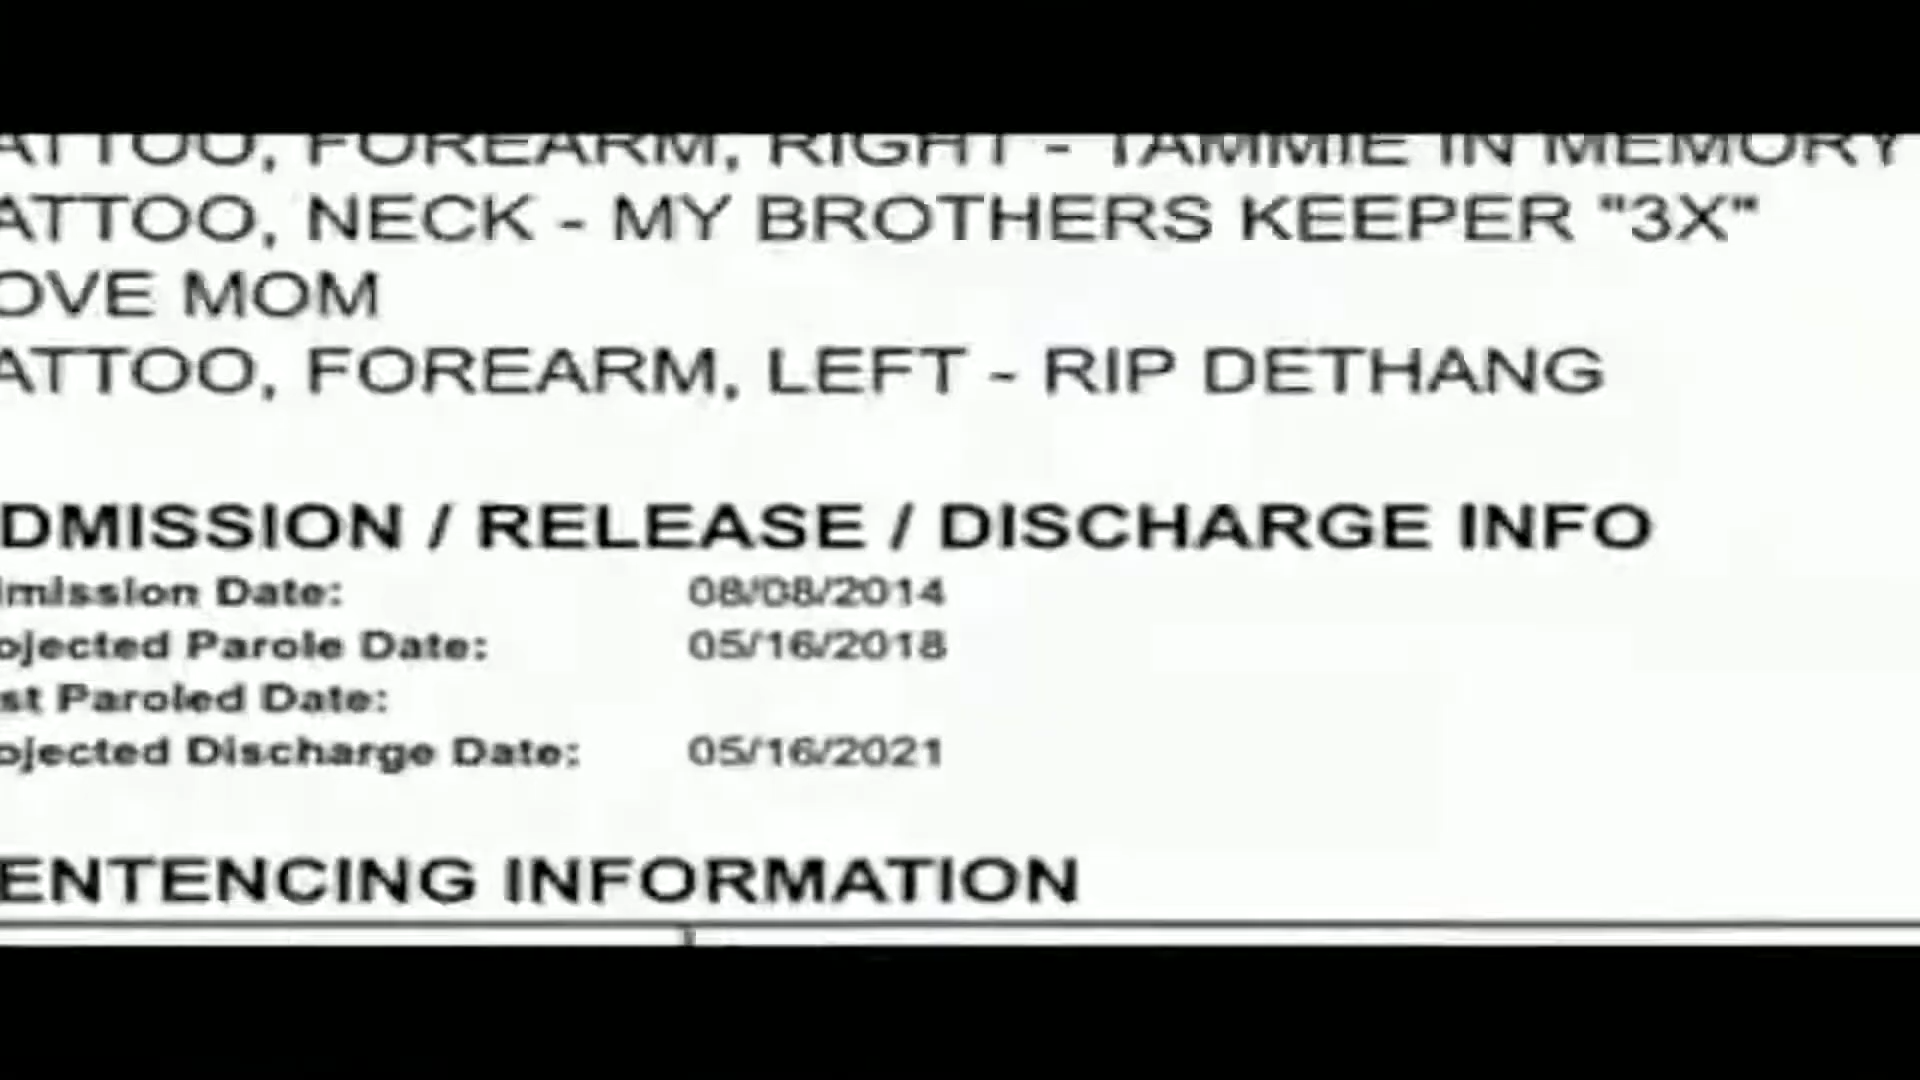 ATTOO, FOREARM, RIGHT - TAMMIE IN MEMORY
ATTOO, NECK - MY BROTHERS KEEPER "3X"
OVE MOM
ATTOO, FOREARM, LEFT - RIP DETHANG
DMISSION / RELEASE / DISCHARGE INFO
mission Date: 08/08/2014
ojected Parole Date: 05/16/2018
st Paroled Date:
ojected Discharge Date: 05/16/2021
ENTENCING INFORMATION